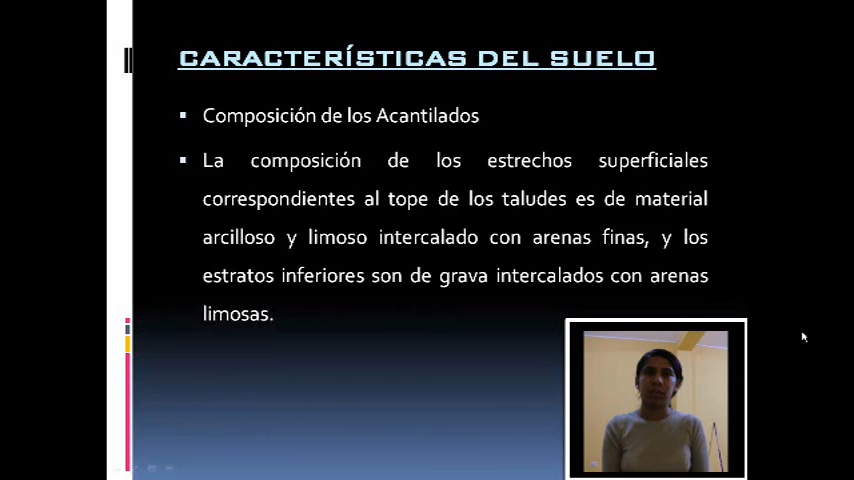 CARACTERÍSTICAS DEL SUELO
Composición de los Acantilados
La composición de los estrechos superficiales
correspondientes al tope de los taludes es de material
arcilloso y limoso intercalado con arenas finas, y los
estratos inferiores son de grava intercalados con arenas
limosas.